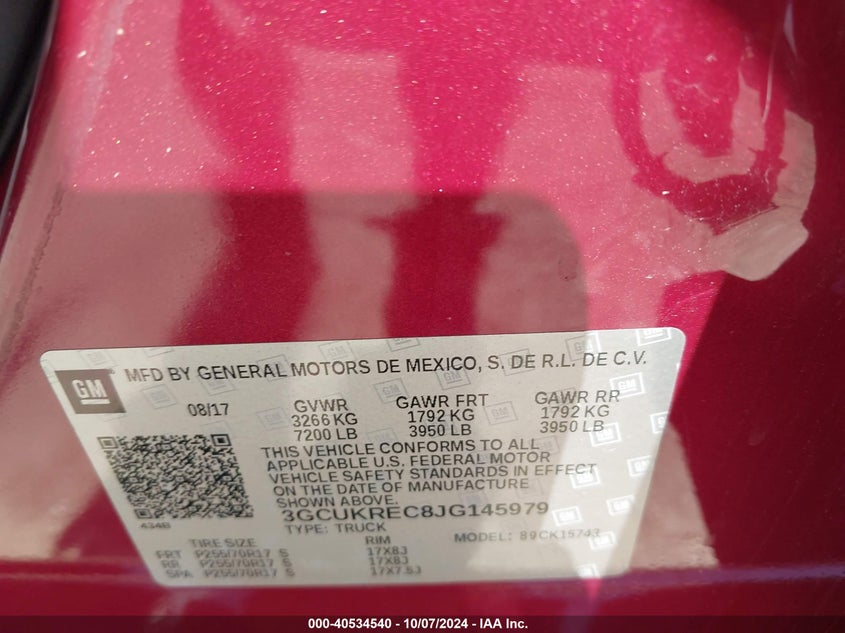 GM
MFD BY GENERAL MOTORS DE MEXICO, S. DE R.L. DE C.V.
08/17 GVWR GAWR FRT GAWR RR
3266 KG 1792 KG 1792 KG
7200 LB 3950 LB 3950 LB
THIS VEHICLE CONFORMS TO ALL
APPLICABLE U.S. FEDERAL MOTOR
VEHICLE SAFETY STANDARDS IN EFFECT
ON THE DATE OF MANUFACTURE
SHOWN ABOVE.
3GCUKREC8JG145979
434B
TYPE: TRUCK MODEL: 89CK15743
TIRE SIZE RIM
FRT P255/70R17 S 17X8J
RR P255/70R17 S 17X8J
SPA P255/70R17 S 17X7.5J
000-40534540 - 10/07/2024 - IAA Inc.